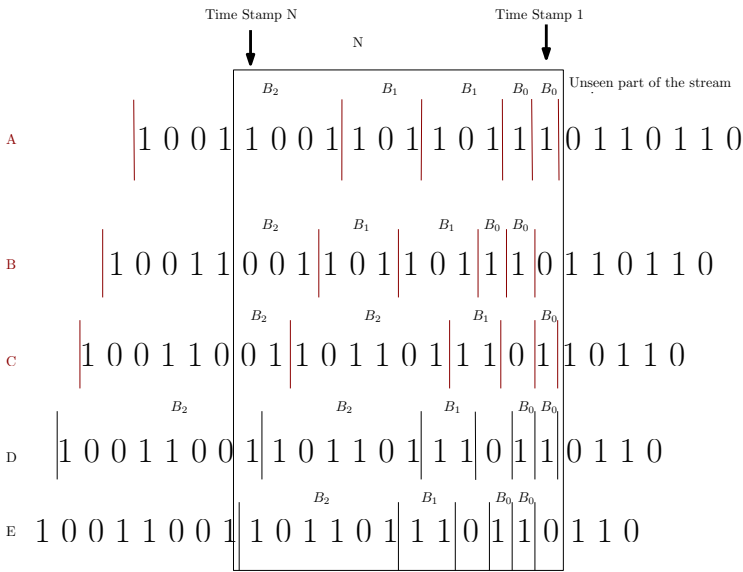 Time Stamp N Time Stamp 1
N
B₂ B₁ B₁ B₀ B₀ Unseen part of the stream
A 1 0 0 1 1 0 0 1 1 0 1 1 0 1 1 1 0 1 1 0 1 1 0
B₂ B₁ B₁ B₀ B₀
B 1 0 0 1 1 0 0 1 1 0 1 1 0 1 1 1 0 1 1 0 1 1 0
B₂ B₂ B₁ B₀
C 1 0 0 1 1 0 0 1 1 0 1 1 0 1 1 1 0 1 1 0 1 1 0
B₂ B₂ B₁ B₀ B₀
D 1 0 0 1 1 0 0 1 1 0 1 1 0 1 1 1 0 1 1 0 1 1 0
B₂ B₁ B₀ B₀
E 1 0 0 1 1 0 0 1 1 0 1 1 0 1 1 1 0 1 1 0 1 1 0